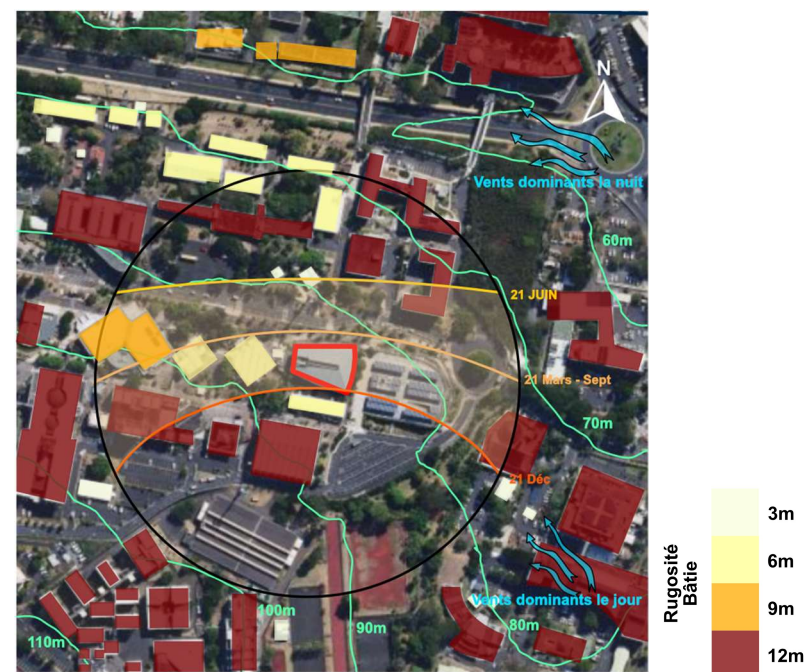 N
Vents dominants la nuit
60m
21 JUIN
21 Mars - Sept
70m
21 Déc
Vents dominants le jour
100m
90m
80m
110m
Rugosité
Bâtie
3m
6m
9m
12m